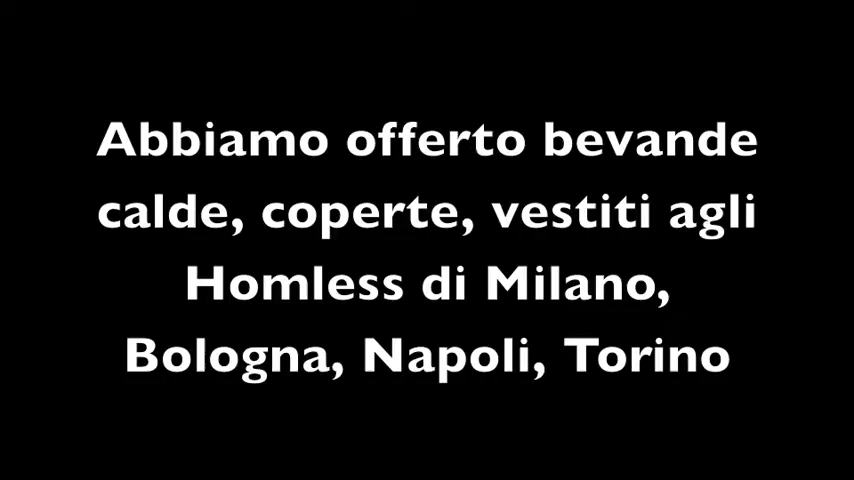 Abbiamo offerto bevande
calde, coperte, vestiti agli
Homless di Milano,
Bologna, Napoli, Torino